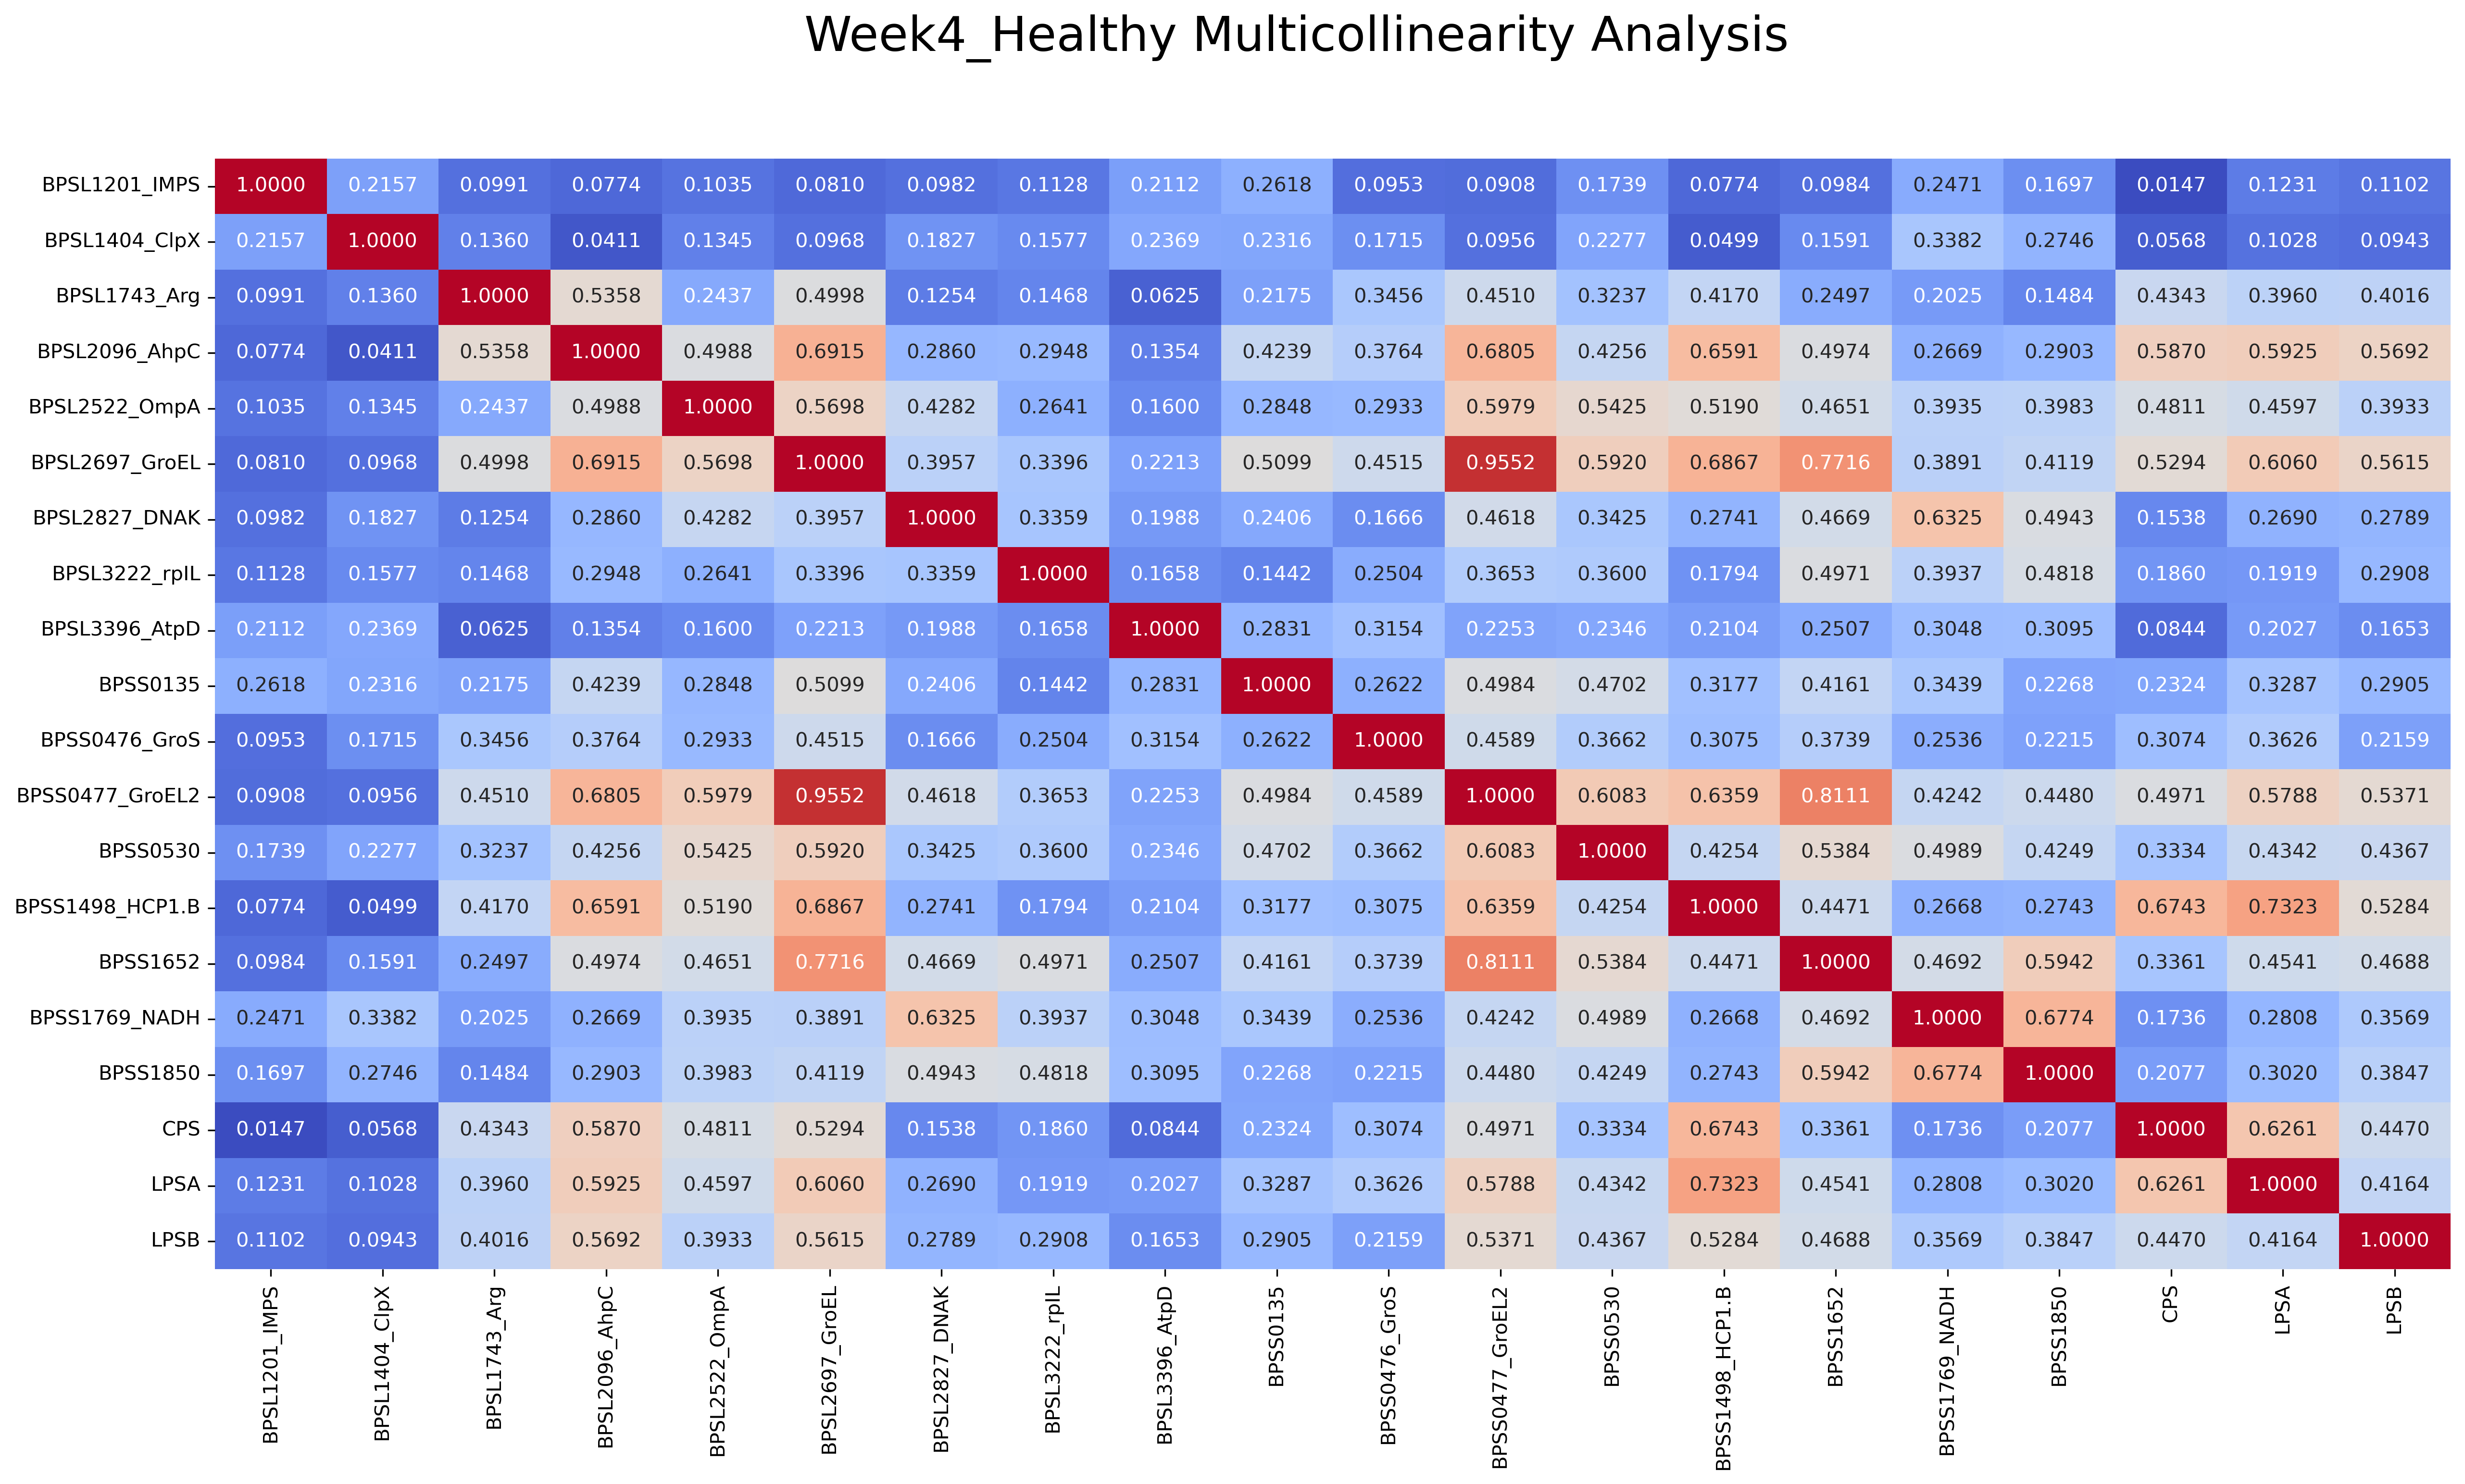 Week4_Healthy Multicollinearity Analysis
BPSL1201_IMPS 1.0000 0.2157 0.0991 0.0774 0.1035 0.0810 0.0982 0.1128 0.2112 0.2618 0.0953 0.0908 0.1739 0.0774 0.0984 0.2471 0.1697 0.0147 0.1231 0.1102
BPSL1404_ClpX 0.2157 1.0000 0.1360 0.0411 0.1345 0.0968 0.1827 0.1577 0.2369 0.2316 0.1715 0.0956 0.2277 0.0499 0.1591 0.3382 0.2746 0.0568 0.1028 0.0943
BPSL1743_Arg 0.0991 0.1360 1.0000 0.5358 0.2437 0.4998 0.1254 0.1468 0.0625 0.2175 0.3456 0.4510 0.3237 0.4170 0.2497 0.2025 0.1484 0.4343 0.3960 0.4016
BPSL2096_AhpC 0.0774 0.0411 0.5358 1.0000 0.4988 0.6915 0.2860 0.2948 0.1354 0.4239 0.3764 0.6805 0.4256 0.6591 0.4974 0.2669 0.2903 0.5870 0.5925 0.5692
BPSL2522_OmpA 0.1035 0.1345 0.2437 0.4988 1.0000 0.5698 0.4282 0.2641 0.1600 0.2848 0.2933 0.5979 0.5425 0.5190 0.4651 0.3935 0.3983 0.4811 0.4597 0.3933
BPSL2697_GroEL 0.0810 0.0968 0.4998 0.6915 0.5698 1.0000 0.3957 0.3396 0.2213 0.5099 0.4515 0.9552 0.5920 0.6867 0.7716 0.3891 0.4119 0.5294 0.6060 0.5615
BPSL2827_DNAK 0.0982 0.1827 0.1254 0.2860 0.4282 0.3957 1.0000 0.3359 0.1988 0.2406 0.1666 0.4618 0.3425 0.2741 0.4669 0.6325 0.4943 0.1538 0.2690 0.2789
BPSL3222_rpIL 0.1128 0.1577 0.1468 0.2948 0.2641 0.3396 0.3359 1.0000 0.1658 0.1442 0.2504 0.3653 0.3600 0.1794 0.4971 0.3937 0.4818 0.1860 0.1919 0.2908
BPSL3396_AtpD 0.2112 0.2369 0.0625 0.1354 0.1600 0.2213 0.1988 0.1658 1.0000 0.2831 0.3154 0.2253 0.2346 0.2104 0.2507 0.3048 0.3095 0.0844 0.2027 0.1653
BPSS0135 0.2618 0.2316 0.2175 0.4239 0.2848 0.5099 0.2406 0.1442 0.2831 1.0000 0.2622 0.4984 0.4702 0.3177 0.4161 0.3439 0.2268 0.2324 0.3287 0.2905
BPSS0476_GroS 0.0953 0.1715 0.3456 0.3764 0.2933 0.4515 0.1666 0.2504 0.3154 0.2622 1.0000 0.4589 0.3662 0.3075 0.3739 0.2536 0.2215 0.3074 0.3626 0.2159
BPSS0477_GroEL2 0.0908 0.0956 0.4510 0.6805 0.5979 0.9552 0.4618 0.3653 0.2253 0.4984 0.4589 1.0000 0.6083 0.6359 0.8111 0.4242 0.4480 0.4971 0.5788 0.5371
BPSS0530 0.1739 0.2277 0.3237 0.4256 0.5425 0.5920 0.3425 0.3600 0.2346 0.4702 0.3662 0.6083 1.0000 0.4254 0.5384 0.4989 0.4249 0.3334 0.4342 0.4367
BPSS1498_HCP1.B 0.0774 0.0499 0.4170 0.6591 0.5190 0.6867 0.2741 0.1794 0.2104 0.3177 0.3075 0.6359 0.4254 1.0000 0.4471 0.2668 0.2743 0.6743 0.7323 0.5284
BPSS1652 0.0984 0.1591 0.2497 0.4974 0.4651 0.7716 0.4669 0.4971 0.2507 0.4161 0.3739 0.8111 0.5384 0.4471 1.0000 0.4692 0.5942 0.3361 0.4541 0.4688
BPSS1769_NADH 0.2471 0.3382 0.2025 0.2669 0.3935 0.3891 0.6325 0.3937 0.3048 0.3439 0.2536 0.4242 0.4989 0.2668 0.4692 1.0000 0.6774 0.1736 0.2808 0.3569
BPSS1850 0.1697 0.2746 0.1484 0.2903 0.3983 0.4119 0.4943 0.4818 0.3095 0.2268 0.2215 0.4480 0.4249 0.2743 0.5942 0.6774 1.0000 0.2077 0.3020 0.3847
CPS 0.0147 0.0568 0.4343 0.5870 0.4811 0.5294 0.1538 0.1860 0.0844 0.2324 0.3074 0.4971 0.3334 0.6743 0.3361 0.1736 0.2077 1.0000 0.6261 0.4470
LPSA 0.1231 0.1028 0.3960 0.5925 0.4597 0.6060 0.2690 0.1919 0.2027 0.3287 0.3626 0.5788 0.4342 0.7323 0.4541 0.2808 0.3020 0.6261 1.0000 0.4164
LPSB 0.1102 0.0943 0.4016 0.5692 0.3933 0.5615 0.2789 0.2908 0.1653 0.2905 0.2159 0.5371 0.4367 0.5284 0.4688 0.3569 0.3847 0.4470 0.4164 1.0000
BPSL1201_IMPS
BPSL1404_ClpX
BPSL1743_Arg
BPSL2096_AhpC
BPSL2522_OmpA
BPSL2697_GroEL
BPSL2827_DNAK
BPSL3222_rpIL
BPSL3396_AtpD
BPSS0135
BPSS0476_GroS
BPSS0477_GroEL2
BPSS0530
BPSS1498_HCP1.B
BPSS1652
BPSS1769_NADH
BPSS1850
CPS
LPSA
LPSB